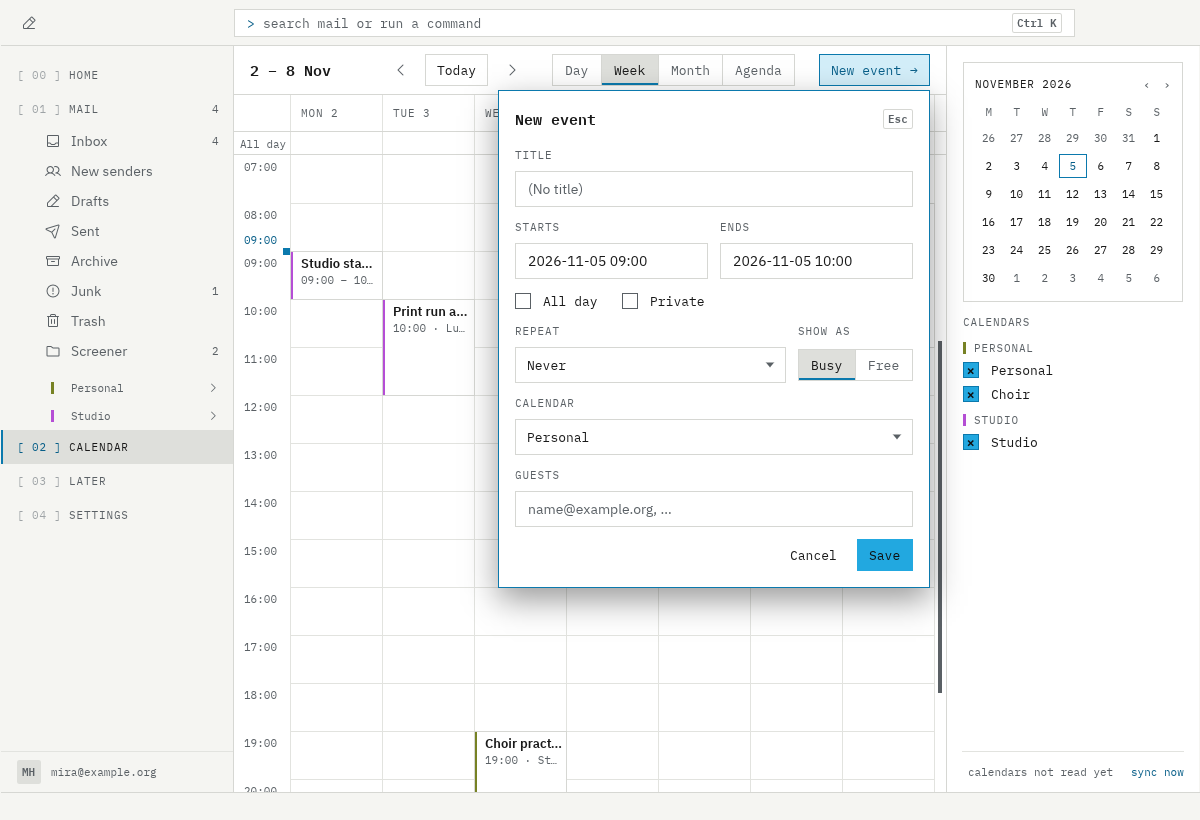 > search mail or run a command Ctrl K
[ 00 ] HOME
[ 01 ] MAIL 4
Inbox 4
New senders
Drafts
Sent
Archive
Junk 1
Trash
Screener 2
Personal
Studio
[ 02 ] CALENDAR
[ 03 ] LATER
[ 04 ] SETTINGS
MH mira@example.org
2 – 8 Nov Today Day Week Month Agenda New event →
MON 2 TUE 3
All day
07:00
08:00
09:00
09:00
10:00
11:00
12:00
13:00
14:00
15:00
16:00
17:00
18:00
19:00
Studio sta…
09:00 – 10…
Print run a…
10:00 · Lu…
Choir pract…
19:00 · St…
New event Esc
TITLE
(No title)
STARTS ENDS
2026-11-05 09:00 2026-11-05 10:00
All day Private
REPEAT SHOW AS
Never Busy Free
CALENDAR
Personal
GUESTS
name@example.org, …
Cancel Save
NOVEMBER 2026 ‹ ›
M T W T F S S
26 27 28 29 30 31 1
2 3 4 5 6 7 8
9 10 11 12 13 14 15
16 17 18 19 20 21 22
23 24 25 26 27 28 29
30 1 2 3 4 5 6
CALENDARS
PERSONAL
Personal
Choir
STUDIO
Studio
calendars not read yet sync now